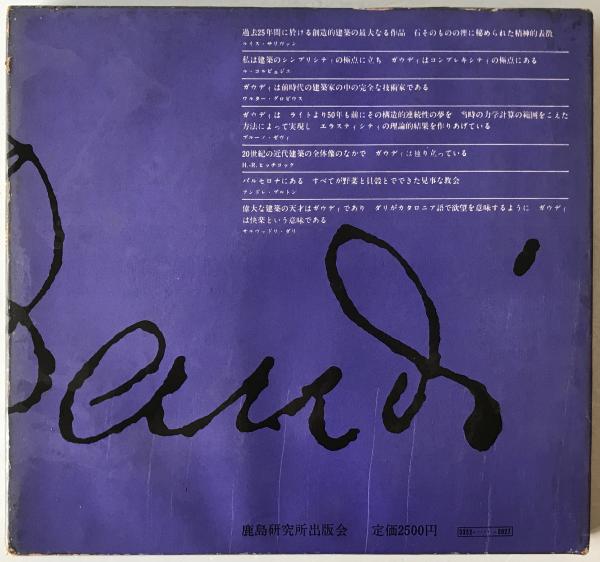 過去25年間に於ける創造的建築の最大なる作品　石そのものの裡に秘められた精神的表徴
ルイス・サリヴァン
私は建築のシンプリシティの極点に立ち　ガウディはコンプレキシティの極点にある
ル・コルビュジエ
ガウディは前時代の建築家の中の完全な技術家である
ワルター・グロピウス
ガウディは　ライトより50年も前にその構造的連続性の夢を　当時の力学計算の範囲をこえた
方法によって実現し　エラスティシティの理論的結果を作りあげている
ブルーノ・ゼヴィ
20世紀の近代建築の全体像のなかで　ガウディは独り立っている
H.-R.ヒッチコック
バルセロナにある　すべてが野菜と貝殻とでできた見事な教会
アンドレ・ブルトン
偉大な建築の天才はガウディであり　ダリがカタロニア語で欲望を意味するように　ガウディ
は快楽という意味である
サルヴァドリ・ダリ
Gaudí
鹿島研究所出版会　定価2500円